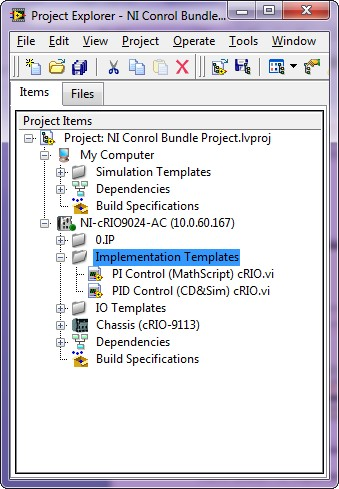 Project Explorer - NI Conrol Bundle...
File Edit View Project Operate Tools Window
Items Files
Project Items
Project: NI Conrol Bundle Project.lvproj
My Computer
Simulation Templates
Dependencies
Build Specifications
NI-cRIO9024-AC (10.0.60.167)
0.IP
Implementation Templates
PI Control (MathScript) cRIO.vi
PID Control (CD&Sim) cRIO.vi
IO Templates
Chassis (cRIO-9113)
Dependencies
Build Specifications